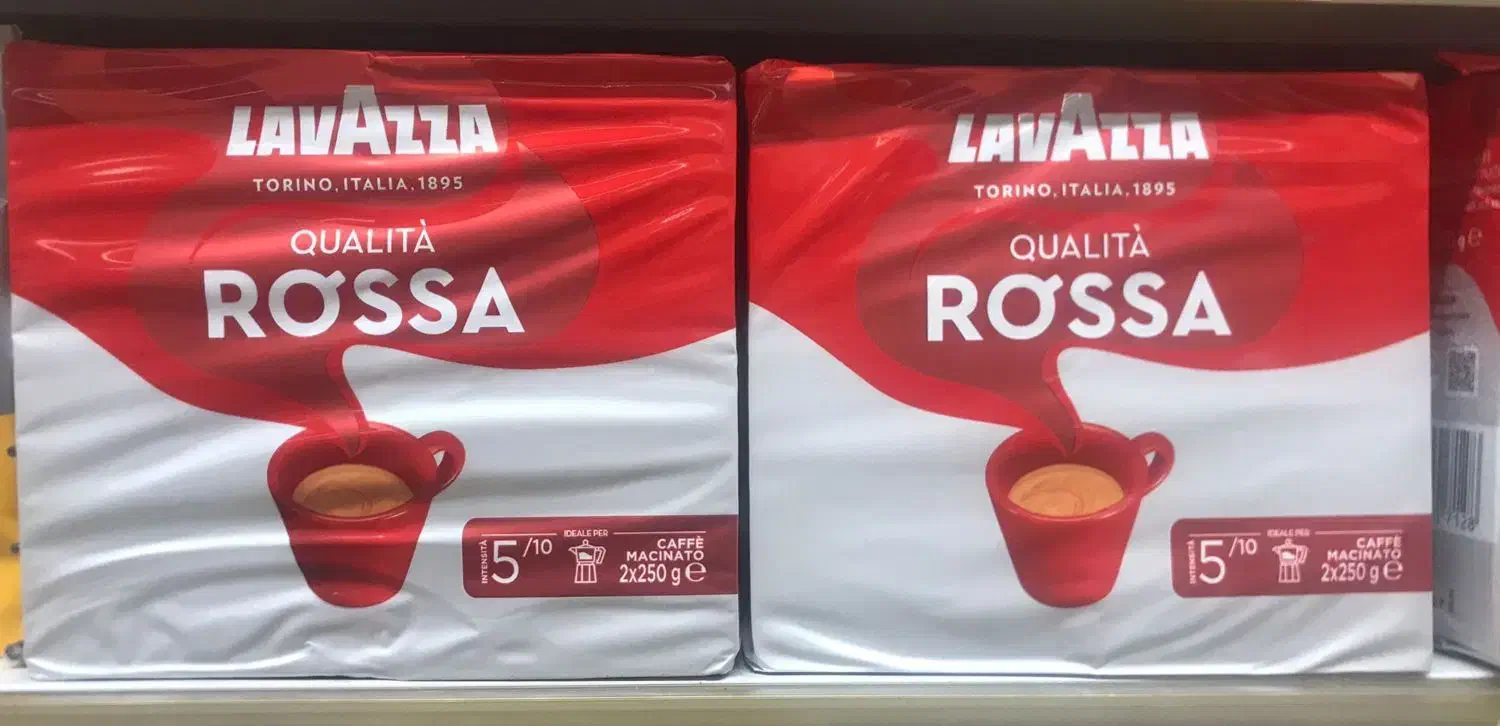 LAVAZZA
TORINO, ITALIA, 1895
QUALITÀ
ROSSA
INTENSITÀ
5/10
IDEALE PER
CAFFÈ
MACINATO
2x250 g ℮
LAVAZZA
TORINO, ITALIA, 1895
QUALITÀ
ROSSA
INTENSITÀ
5/10
IDEALE PER
CAFFÈ
MACINATO
2x250 g ℮
g ℮